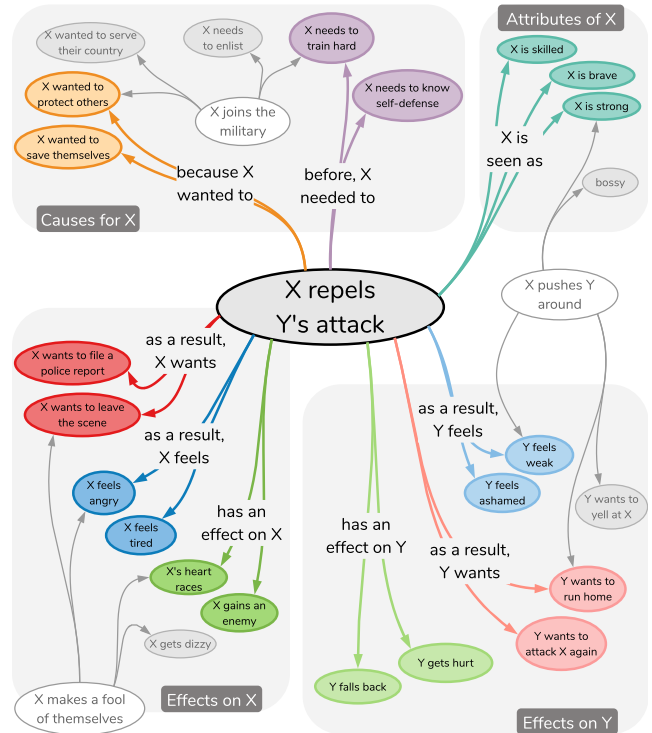 Attributes of X
X wanted to serve
their country
X needs
to enlist
X needs to
train hard
X is skilled
X is brave
X is strong
X wanted to
protect others
X joins the
military
X needs to know
self-defense
X wanted to
save themselves
because X
wanted to
before, X
needed to
X is
seen as
bossy
Causes for X
X repels
Y's attack
X pushes Y
around
as a result,
X wants
X wants to file a
police report
X wants to leave
the scene
as a result,
X feels
X feels
angry
X feels
tired
has an
effect on X
X's heart
races
X gains an
enemy
X gets dizzy
X makes a fool
of themselves
Effects on X
as a result,
Y feels
Y feels
weak
Y feels
ashamed
Y wants to
yell at X
has an
effect on Y
as a result,
Y wants
Y wants to
run home
Y wants to
attack X again
Y gets hurt
Y falls back
Effects on Y